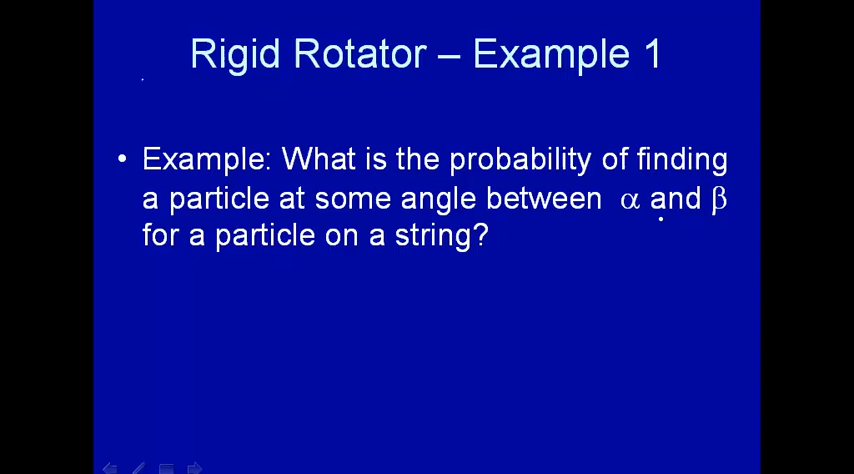 Rigid Rotator – Example 1
• Example: What is the probability of finding
a particle at some angle between α and β
for a particle on a string?